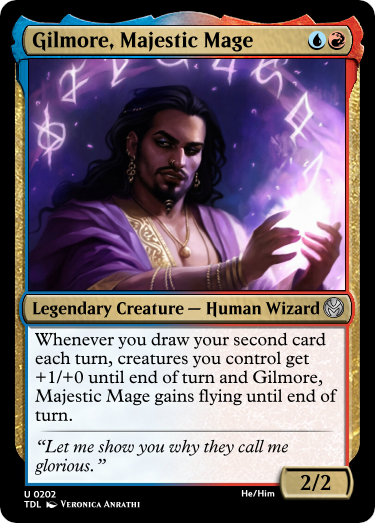 Gilmore, Majestic Mage
Legendary Creature — Human Wizard
Whenever you draw your second card
each turn, creatures you control get
+1/+0 until end of turn and Gilmore,
Majestic Mage gains flying until end of
turn.
“Let me show you why they call me
glorious.”
2/2
U 0202
He/Him
TDL Veronica Anrathi